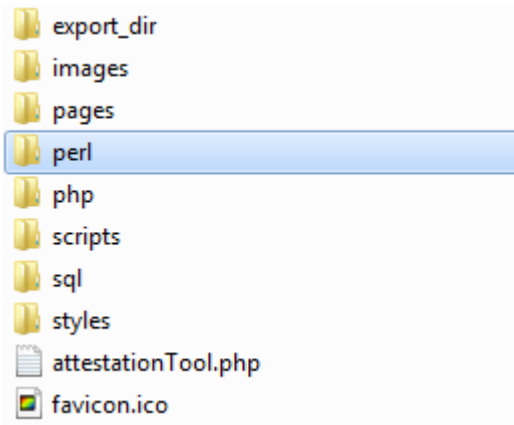 export_dir
images
pages
perl
php
scripts
sql
styles
attestationTool.php
favicon.ico